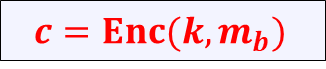 c = Enc(k, m_b)